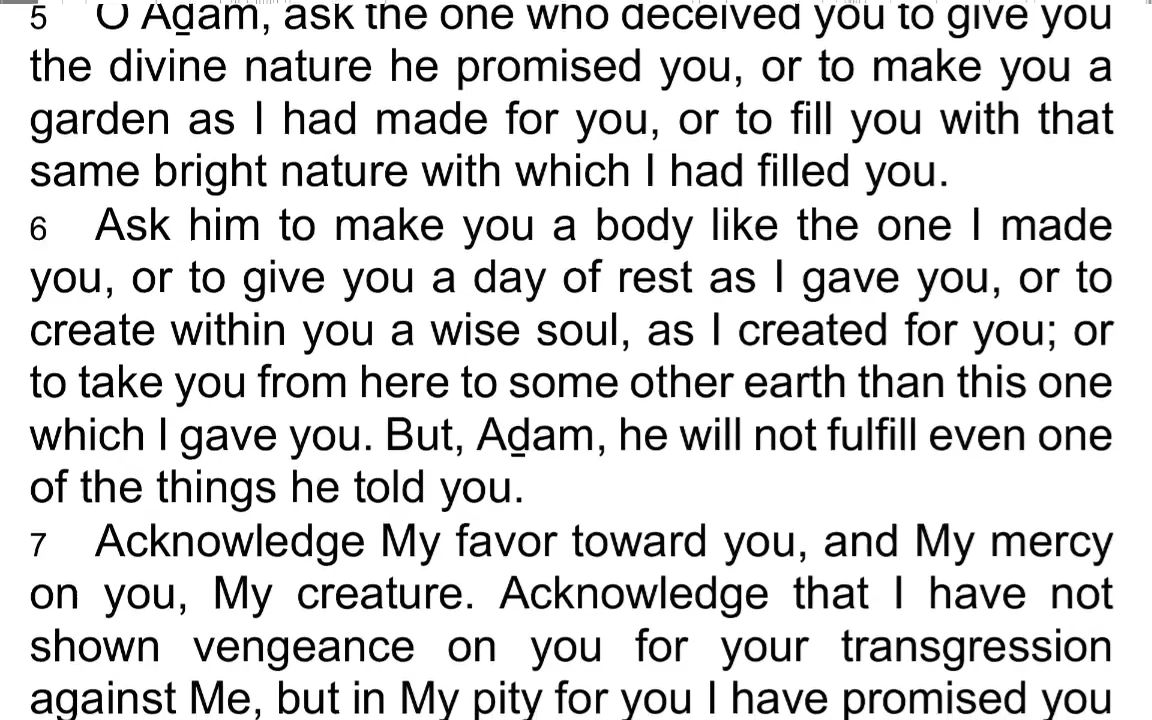 5 O Aḏam, ask the one who deceived you to give you
the divine nature he promised you, or to make you a
garden as I had made for you, or to fill you with that
same bright nature with which I had filled you.
6 Ask him to make you a body like the one I made
you, or to give you a day of rest as I gave you, or to
create within you a wise soul, as I created for you; or
to take you from here to some other earth than this one
which I gave you. But, Aḏam, he will not fulfill even one
of the things he told you.
7 Acknowledge My favor toward you, and My mercy
on you, My creature. Acknowledge that I have not
shown vengeance on you for your transgression
against Me, but in My pity for you I have promised you